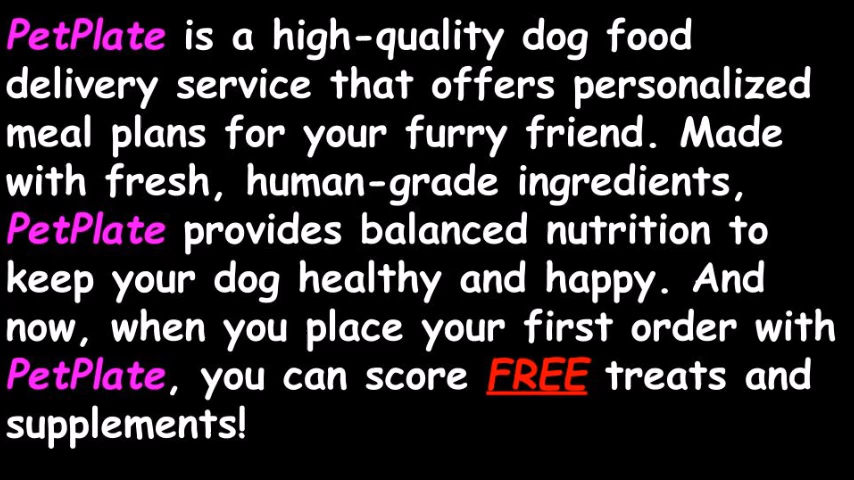 PetPlate is a high-quality dog food
delivery service that offers personalized
meal plans for your furry friend. Made
with fresh, human-grade ingredients,
PetPlate provides balanced nutrition to
keep your dog healthy and happy. And
now, when you place your first order with
PetPlate, you can score FREE treats and
supplements!